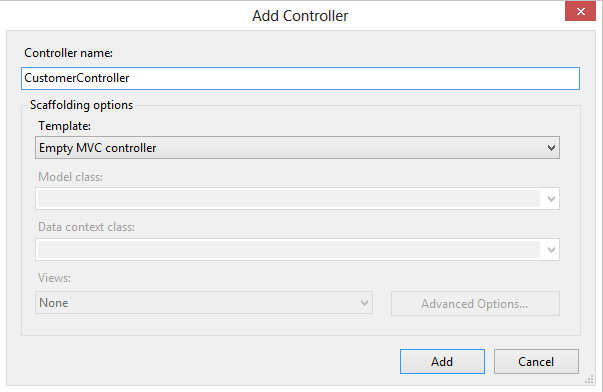 Add Controller
Controller name:
CustomerController
Scaffolding options
Template:
Empty MVC controller
Model class:
Data context class:
Views:
None
Advanced Options...
Add
Cancel